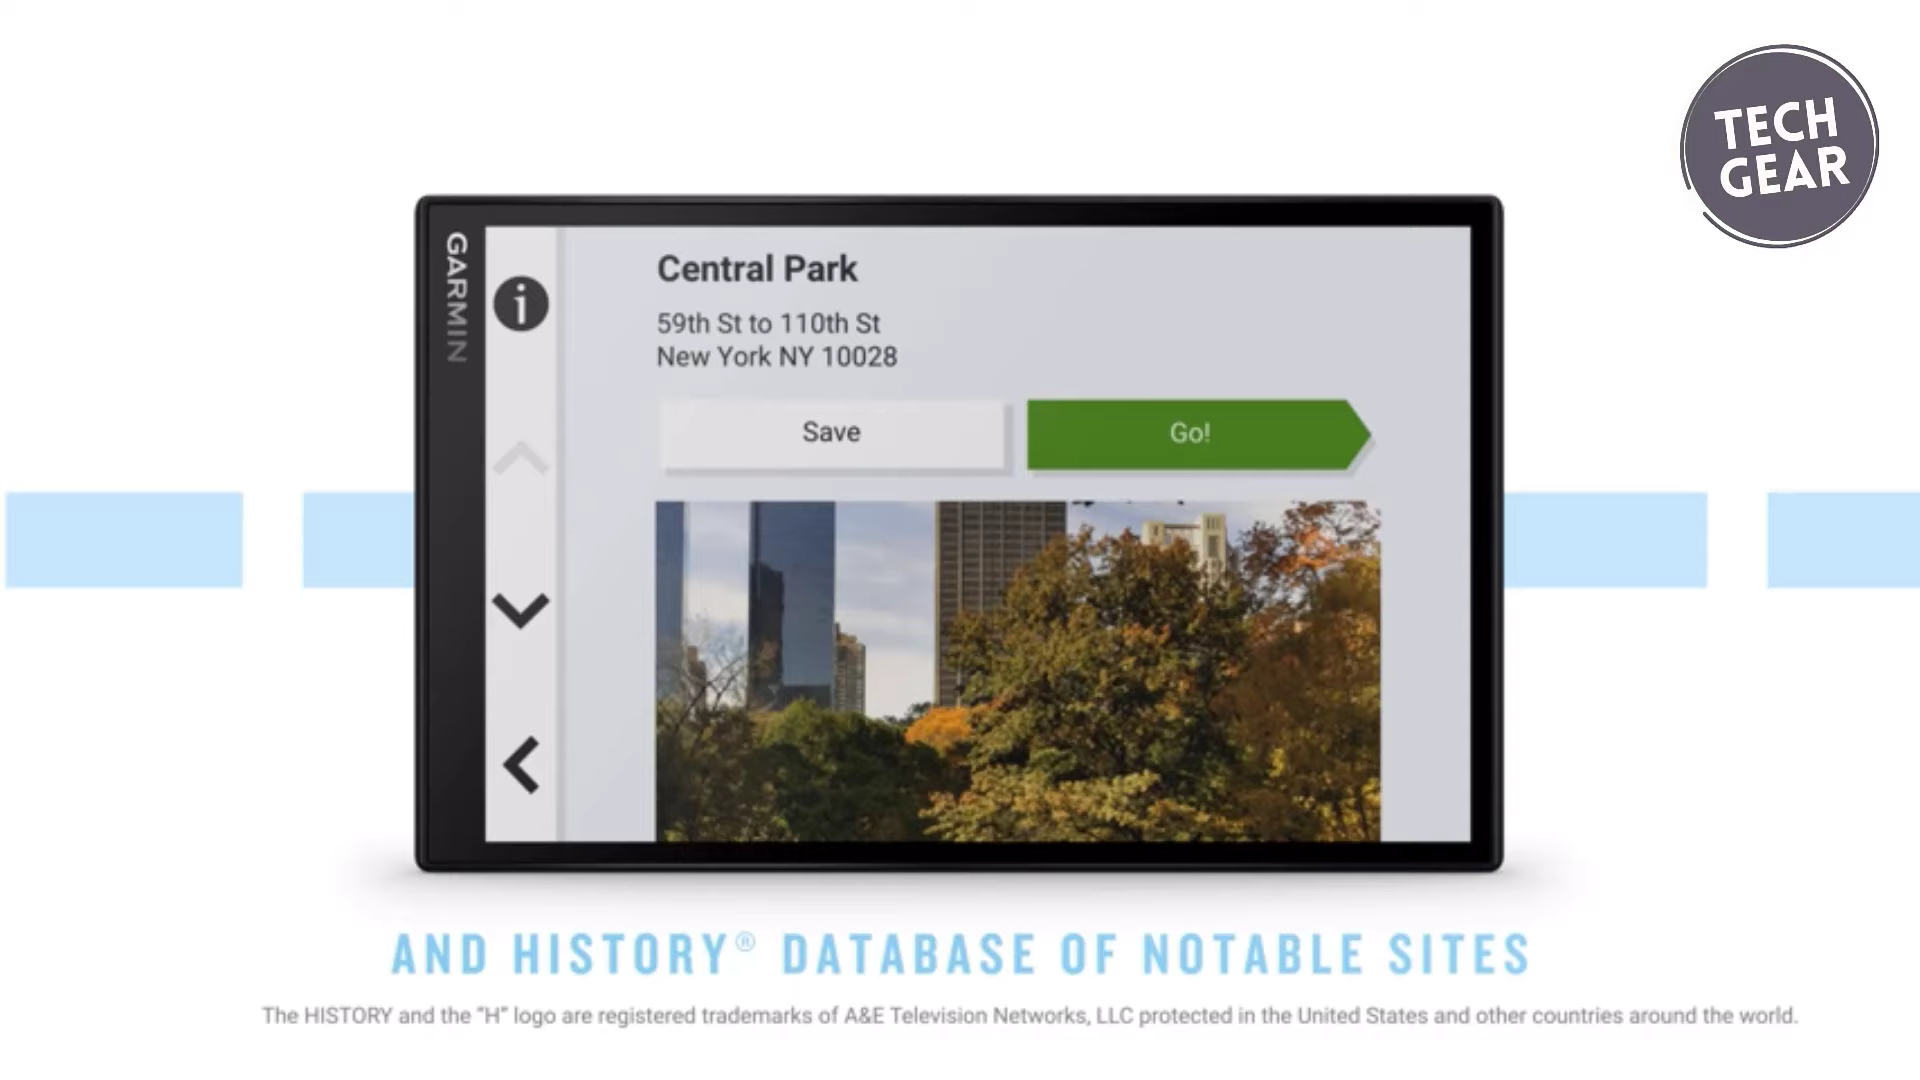 TECH
GEAR
GARMIN
i
Central Park
59th St to 110th St
New York NY 10028
Save
Go!
AND HISTORY® DATABASE OF NOTABLE SITES
The HISTORY and the “H” logo are registered trademarks of A&E Television Networks, LLC protected in the United States and other countries around the world.